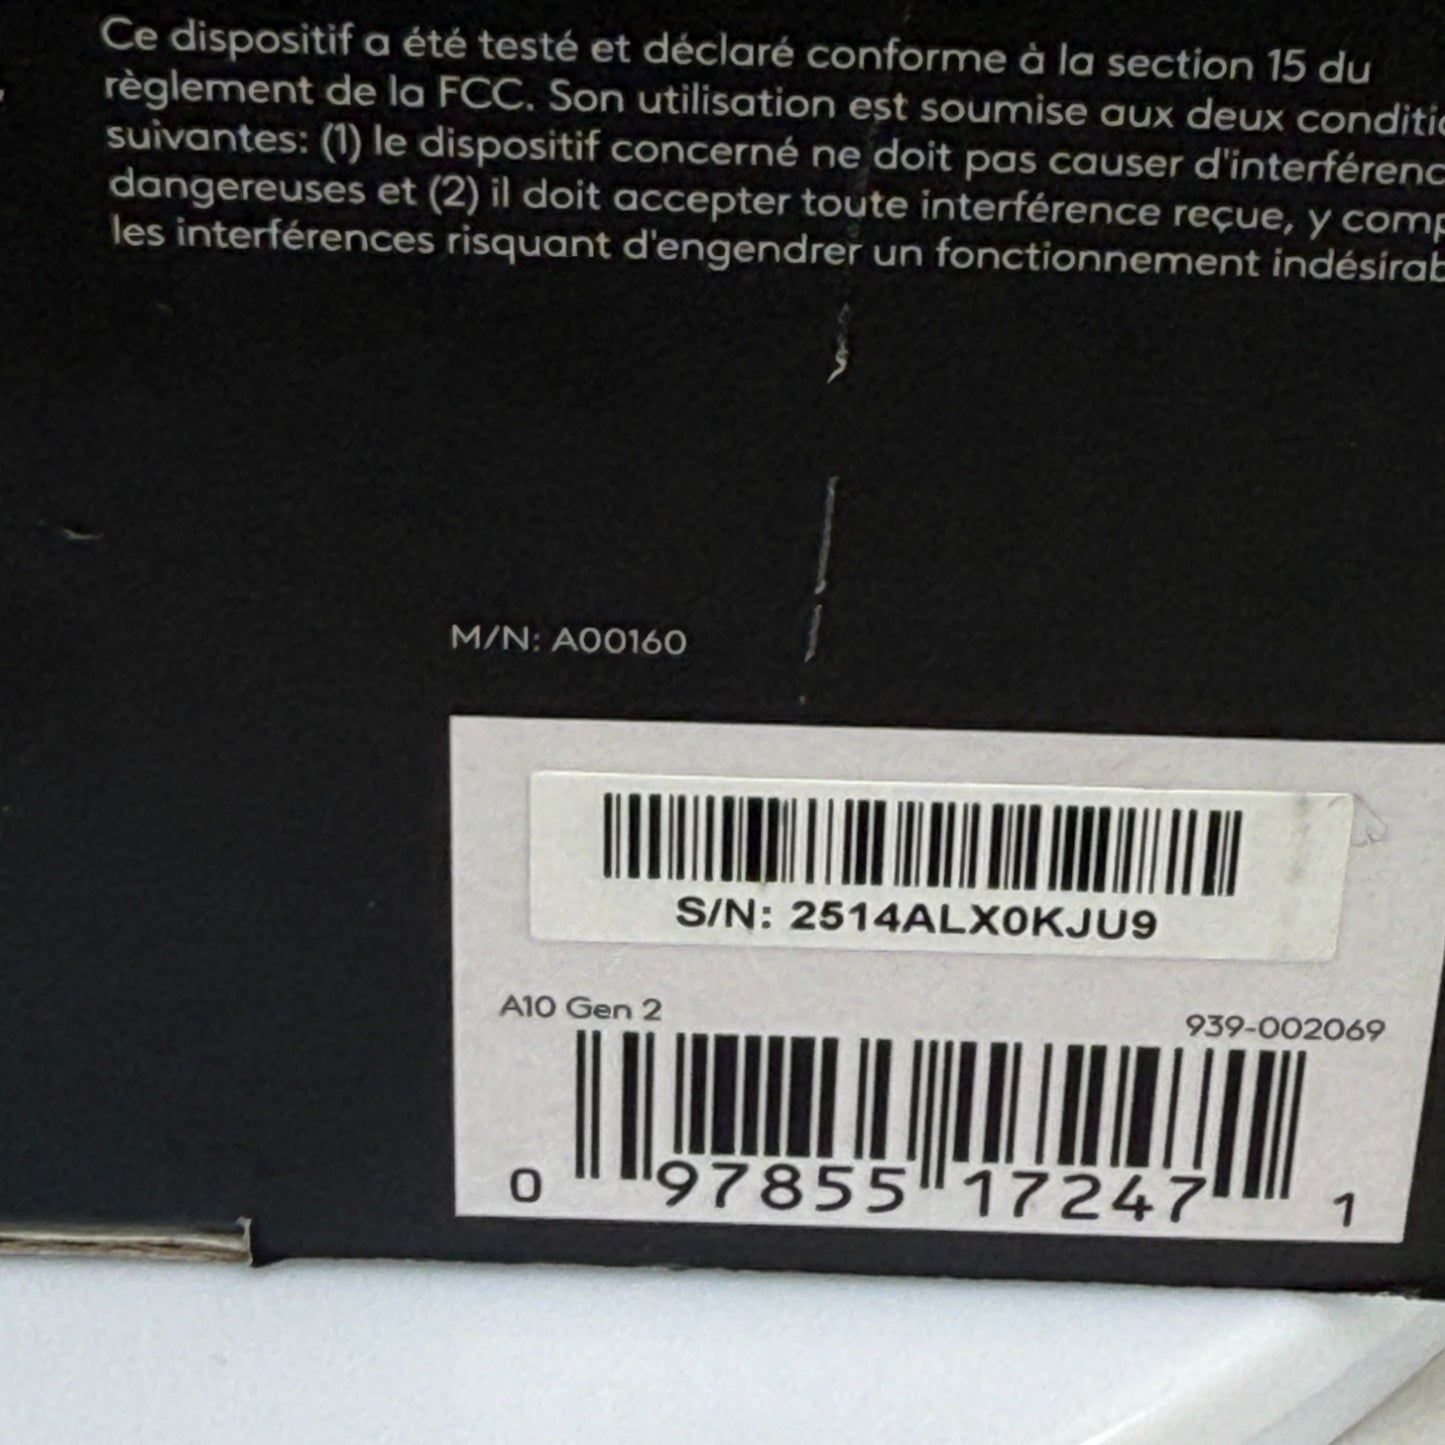 Ce dispositif a été testé et déclaré conforme à la section 15 du
règlement de la FCC. Son utilisation est soumise aux deux conditio
suivantes: (1) le dispositif concerné ne doit pas causer d'interférenc
dangereuses et (2) il doit accepter toute interférence reçue, y comp
les interférences risquant d'engendrer un fonctionnement indésirab
M/N: A00160
S/N: 2514ALX0KJU9
A10 Gen 2
939-002069
0 97855 17247 1